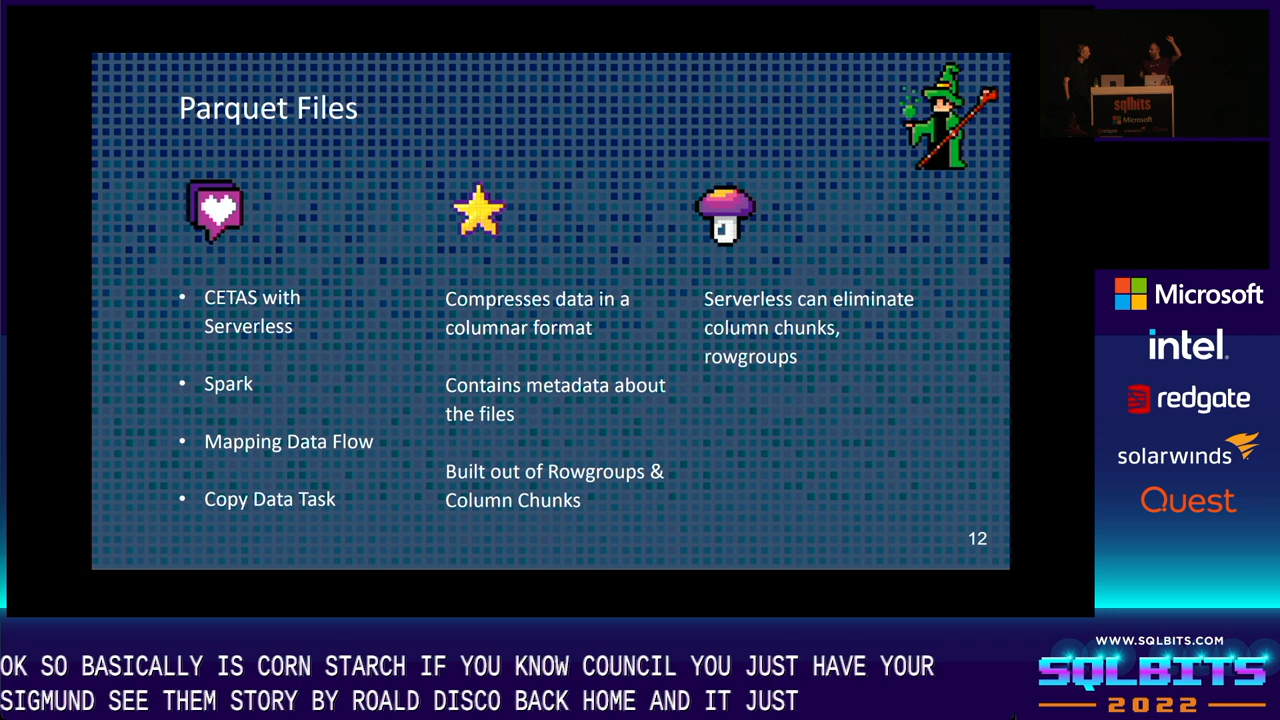 Parquet Files
• CETAS with
Serverless
• Spark
• Mapping Data Flow
• Copy Data Task
Compresses data in a
columnar format
Contains metadata about
the files
Built out of Rowgroups &
Column Chunks
Serverless can eliminate
column chunks,
rowgroups
12
sqlbits
Microsoft
redgate
Microsoft
intel.
redgate
solarwinds
Quest
WWW.SQLBITS.COM
SQLBITS
2022
OK SO BASICALLY IS CORN STARCH IF YOU KNOW COUNCIL YOU JUST HAVE YOUR
SIGMUND SEE THEM STORY BY ROALD DISCO BACK HOME AND IT JUST